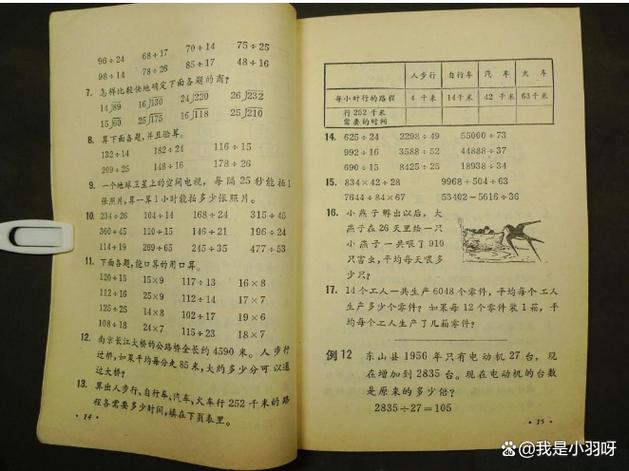 96÷24 68÷17 70÷14 75÷25
98÷14 78÷26 85÷17 48÷16
7. 怎样比较快地确定下面各题的商?
14)89 16)130 24)220 26)232
15)60 25)175 16)118 25)210
8. 算下面各题,并且验算。
132÷14 182÷24 116÷15
209÷25 148÷16 178÷26
9. 一个地球卫星上的空间电视,每隔25秒能拍1
张照片,算一算1小时能拍多少张照片。
10. 234÷26 104÷14 168÷24 315÷45
360÷45 110÷15 146÷21 196÷24
114÷19 269÷65 245÷35 477÷53
11. 下面各题,能口算的用口算。
120÷15 15×9 117÷13 16×8
112÷16 25×9 112÷14 17×7
125÷25 14×8 102÷17 19×6
108÷18 24×7 115÷23 18×7
12. 南京长江大桥的公路桥全长约4590米。人步行
过桥,如果平均每分走85米,大约多少分可以通
过大桥?
13. 算出人步行、自行车、汽车、火车行252千米的路
程各需要多少时间,填在下页表里。
· 14 ·
人步行 自行车 汽车 火车
每小时行的路程 4千米 14千米 42千米 63千米
行252千米
需要的时间
14. 625÷24 2298÷49 55000÷73
992÷16 3588÷52 44888÷37
690÷15 8425÷25 18938÷34
15. 834×42÷28 9968÷504÷63
7644÷84×67 53402-5616÷36
16. 小燕子孵出以后,大
燕子在26天里给一只
小燕子一共喂了910
只害虫,平均每天喂多
少只?
17. 14个工人一共生产6048个零件,平均每个工人
生产多少个零件?如果每12个零件装1箱,平
均每个工人生产了几箱零件?
例12 东山县1956年只有电动机27台,现
在增加到2835台。现在电动机的台数
是原来的多少倍?
2835÷27=105
· 15 ·
@我是小羽呀